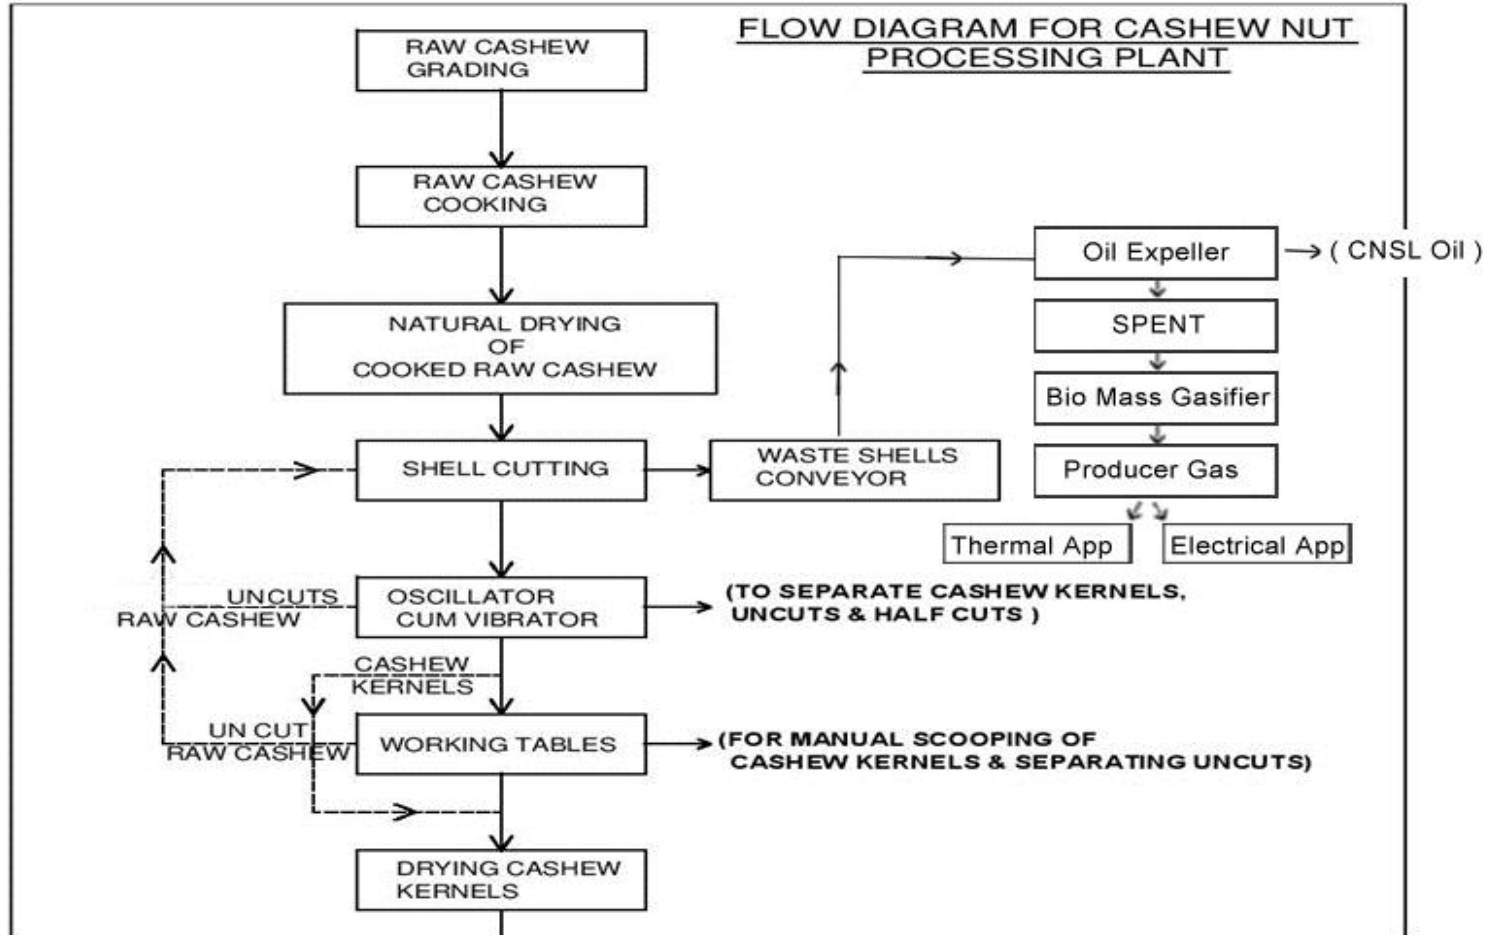 FLOW DIAGRAM FOR CASHEW NUT
PROCESSING PLANT
RAW CASHEW
GRADING
RAW CASHEW
COOKING
NATURAL DRYING
OF
COOKED RAW CASHEW
SHELL CUTTING
WASTE SHELLS
CONVEYOR
Oil Expeller
( CNSL Oil )
SPENT
Bio Mass Gasifier
Producer Gas
Thermal App
Electrical App
UNCUTS
RAW CASHEW
OSCILLATOR
CUM VIBRATOR
(TO SEPARATE CASHEW KERNELS,
UNCUTS & HALF CUTS )
CASHEW
KERNELS
UN CUT
RAW CASHEW
WORKING TABLES
(FOR MANUAL SCOOPING OF
CASHEW KERNELS & SEPARATING UNCUTS)
DRYING CASHEW
KERNELS